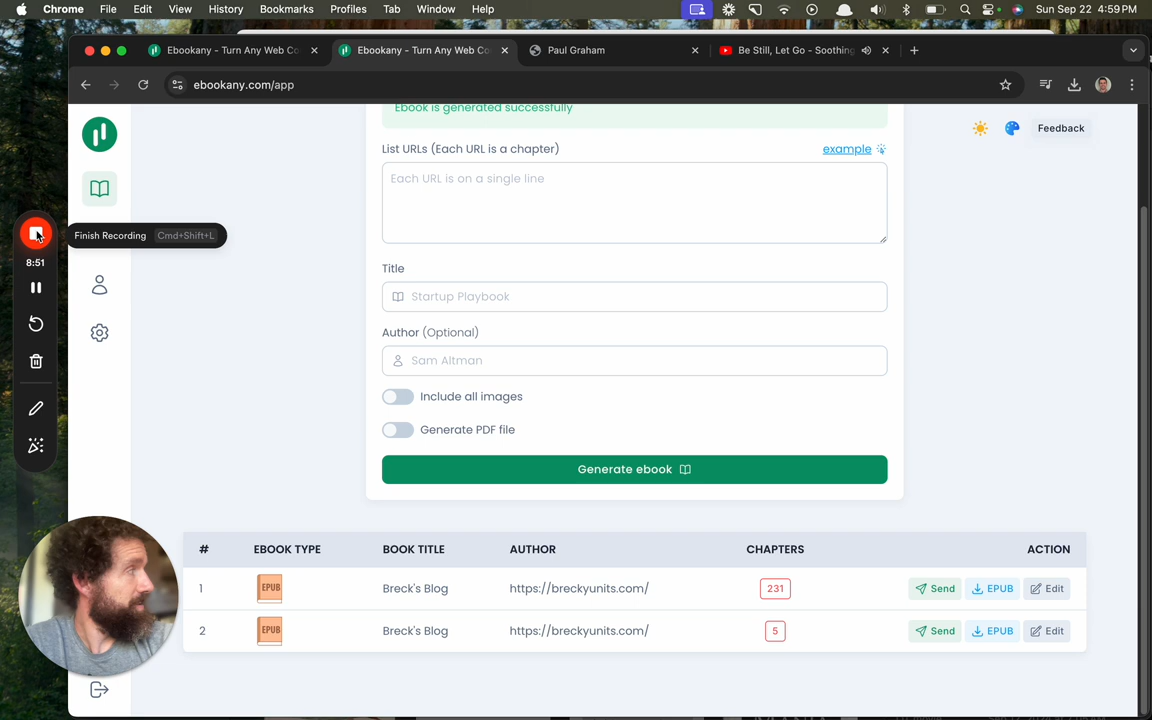 Chrome File Edit View History Bookmarks Profiles Tab Window Help Sun Sep 22 4:59 PM
Ebookany - Turn Any Web Co Ebookany - Turn Any Web Co Paul Graham Be Still, Let Go - Soothing
ebookany.com/app
Ebook is generated successfully
Feedback
List URLs (Each URL is a chapter) example
Each URL is on a single line
Finish Recording Cmd+Shift+L
8:51
Title
Startup Playbook
Author (Optional)
Sam Altman
Include all images
Generate PDF file
Generate ebook
# EBOOK TYPE BOOK TITLE AUTHOR CHAPTERS ACTION
1 EPUB Breck's Blog https://breckyunits.com/ 231 Send EPUB Edit
2 EPUB Breck's Blog https://breckyunits.com/ 5 Send EPUB Edit